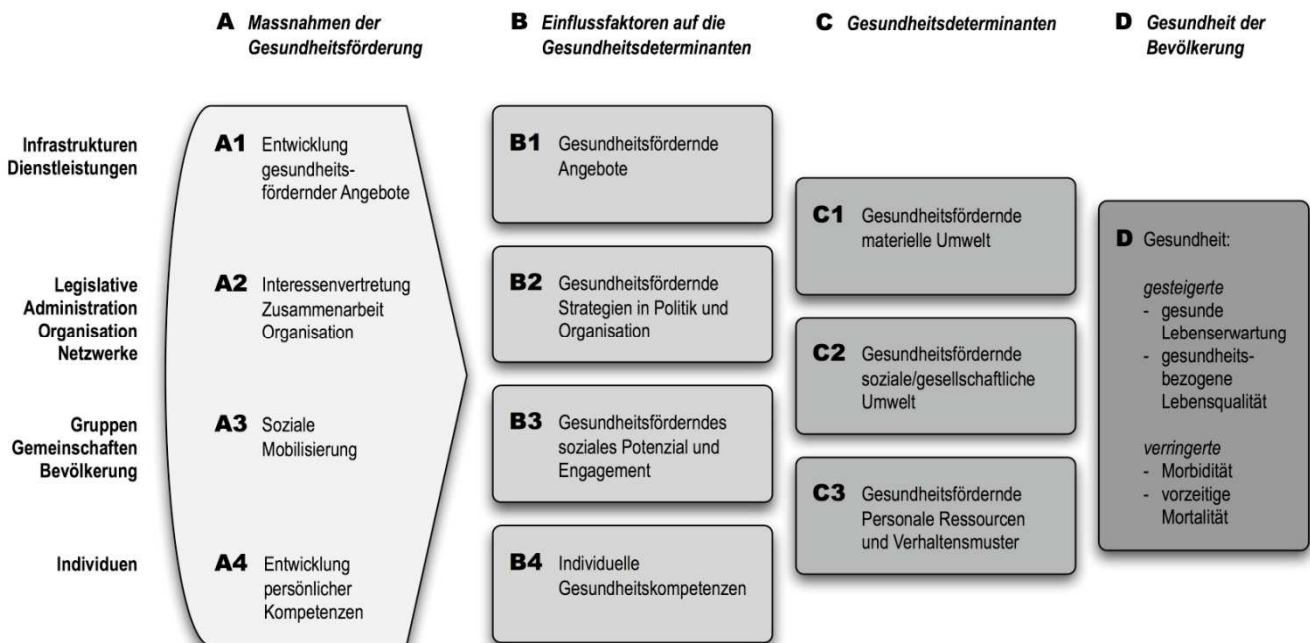 A Massnahmen der
Gesundheitsförderung
B Einflussfaktoren auf die
Gesundheitsdeterminanten
C Gesundheitsdeterminanten
D Gesundheit der
Bevölkerung
Infrastrukturen
Dienstleistungen
A1 Entwicklung
gesundheits-
fördernder Angebote
B1 Gesundheitsfördernde
Angebote
Legislative
Administration
Organisation
Netzwerke
A2 Interessenvertretung
Zusammenarbeit
Organisation
B2 Gesundheitsfördernde
Strategien in Politik und
Organisation
Gruppen
Gemeinschaften
Bevölkerung
A3 Soziale
Mobilisierung
B3 Gesundheitsförderndes
soziales Potenzial und
Engagement
Individuen
A4 Entwicklung
persönlicher
Kompetenzen
B4 Individuelle
Gesundheitskompetenzen
C1 Gesundheitsfördernde
materielle Umwelt
C2 Gesundheitsfördernde
soziale/gesellschaftliche
Umwelt
C3 Gesundheitsfördernde
Personale Ressourcen
und Verhaltensmuster
D Gesundheit:
gesteigerte
- gesunde
Lebenserwartung
- gesundheits-
bezogene
Lebensqualität
verringerte
- Morbidität
- vorzeitige
Mortalität